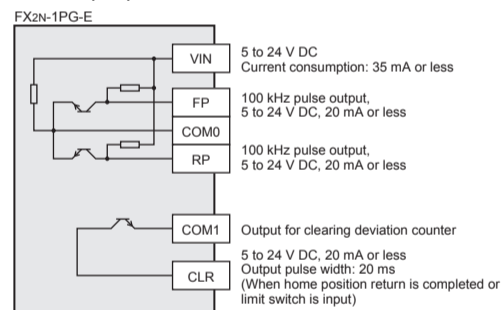 FX2N-1PG-E
VIN
5 to 24 V DC
Current consumption: 35 mA or less
FP
100 kHz pulse output,
5 to 24 V DC, 20 mA or less
COM0
RP
100 kHz pulse output,
5 to 24 V DC, 20 mA or less
COM1
Output for clearing deviation counter
CLR
5 to 24 V DC, 20 mA or less
Output pulse width: 20 ms
(When home position return is completed or
limit switch is input)